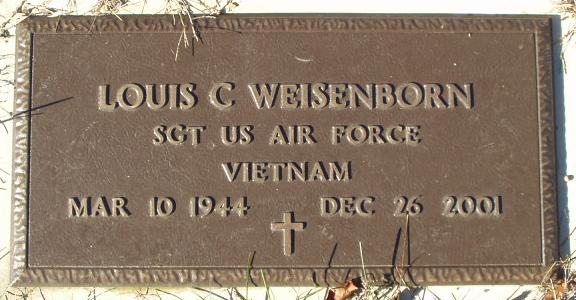 LOUIS C WEISENBORN
SGT US AIR FORCE
VIETNAM
MAR 10 1944 DEC 26 2001